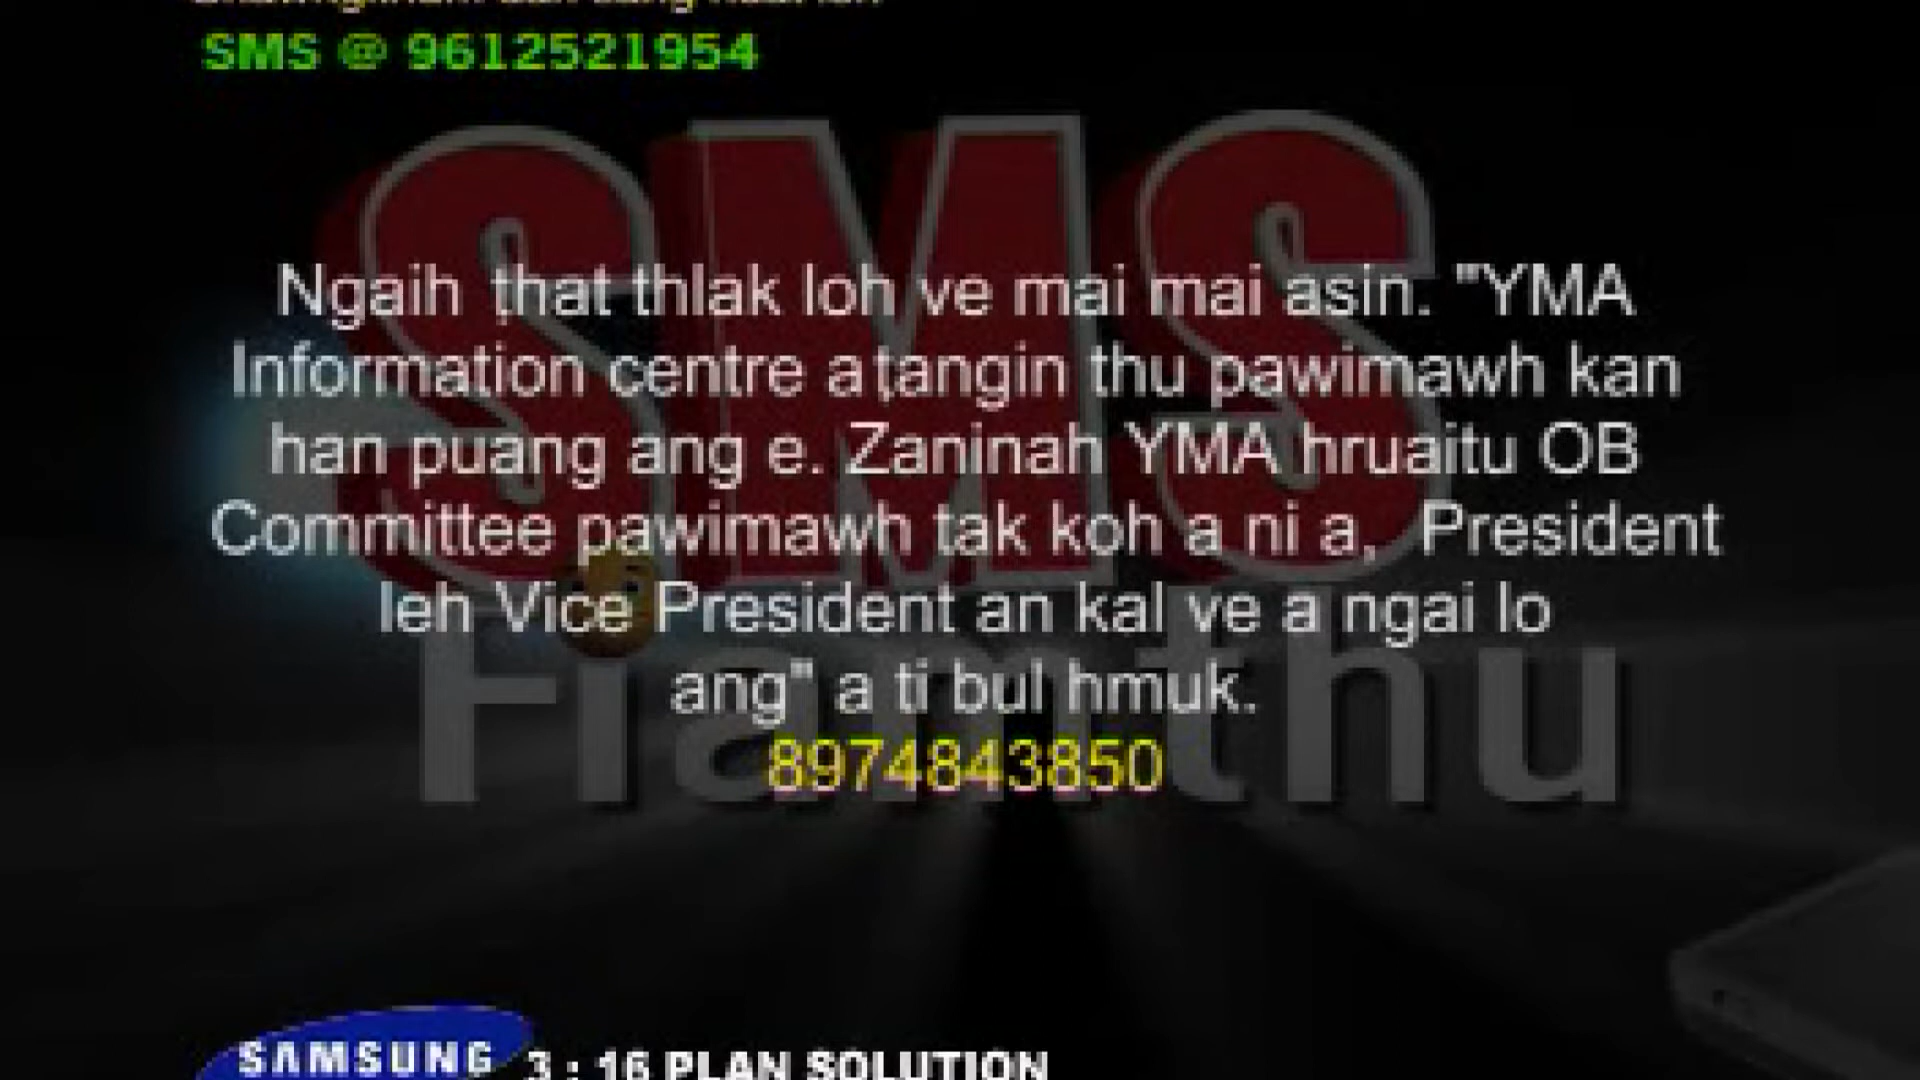 SMS @ 9612521954
SMS
Fiamthu
Ngaih ṭhat thlak loh ve mai mai asin. "YMA
Information centre aṭangin thu pawimawh kan
han puang ang e. Zaninah YMA hruaitu OB
Committee pawimawh tak koh a ni a, President
leh Vice President an kal ve a ngai lo
ang" a ti bul hmuk.
8974843850
SAMSUNG 3 : 16 PLAN SOLUTION